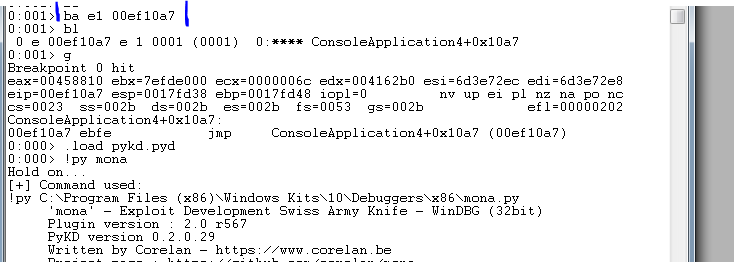 0:001> ba e1 00ef10a7
0:001> bl
0 e 00ef10a7 e 1 0001 (0001) 0:**** ConsoleApplication4+0x10a7
0:001> g
Breakpoint 0 hit
eax=00458810 ebx=7efde000 ecx=0000006c edx=004162b0 esi=6d3e72ec edi=6d3e72e8
eip=00ef10a7 esp=0017fd38 ebp=0017fd48 iopl=0 nv up ei pl nz na po nc
cs=0023 ss=002b ds=002b es=002b fs=0053 gs=002b efl=00000202
ConsoleApplication4+0x10a7:
00ef10a7 ebfe jmp ConsoleApplication4+0x10a7 (00ef10a7)
0:000> .load pykd.pyd
0:000> !py mona
Hold on...
[+] Command used:
!py C:\Program Files (x86)\Windows Kits\10\Debuggers\x86\mona.py
'mona' - Exploit Development Swiss Army Knife - WinDBG (32bit)
Plugin version : 2.0 r567
PyKD version 0.2.0.29
Written by Corelan - https://www.corelan.be